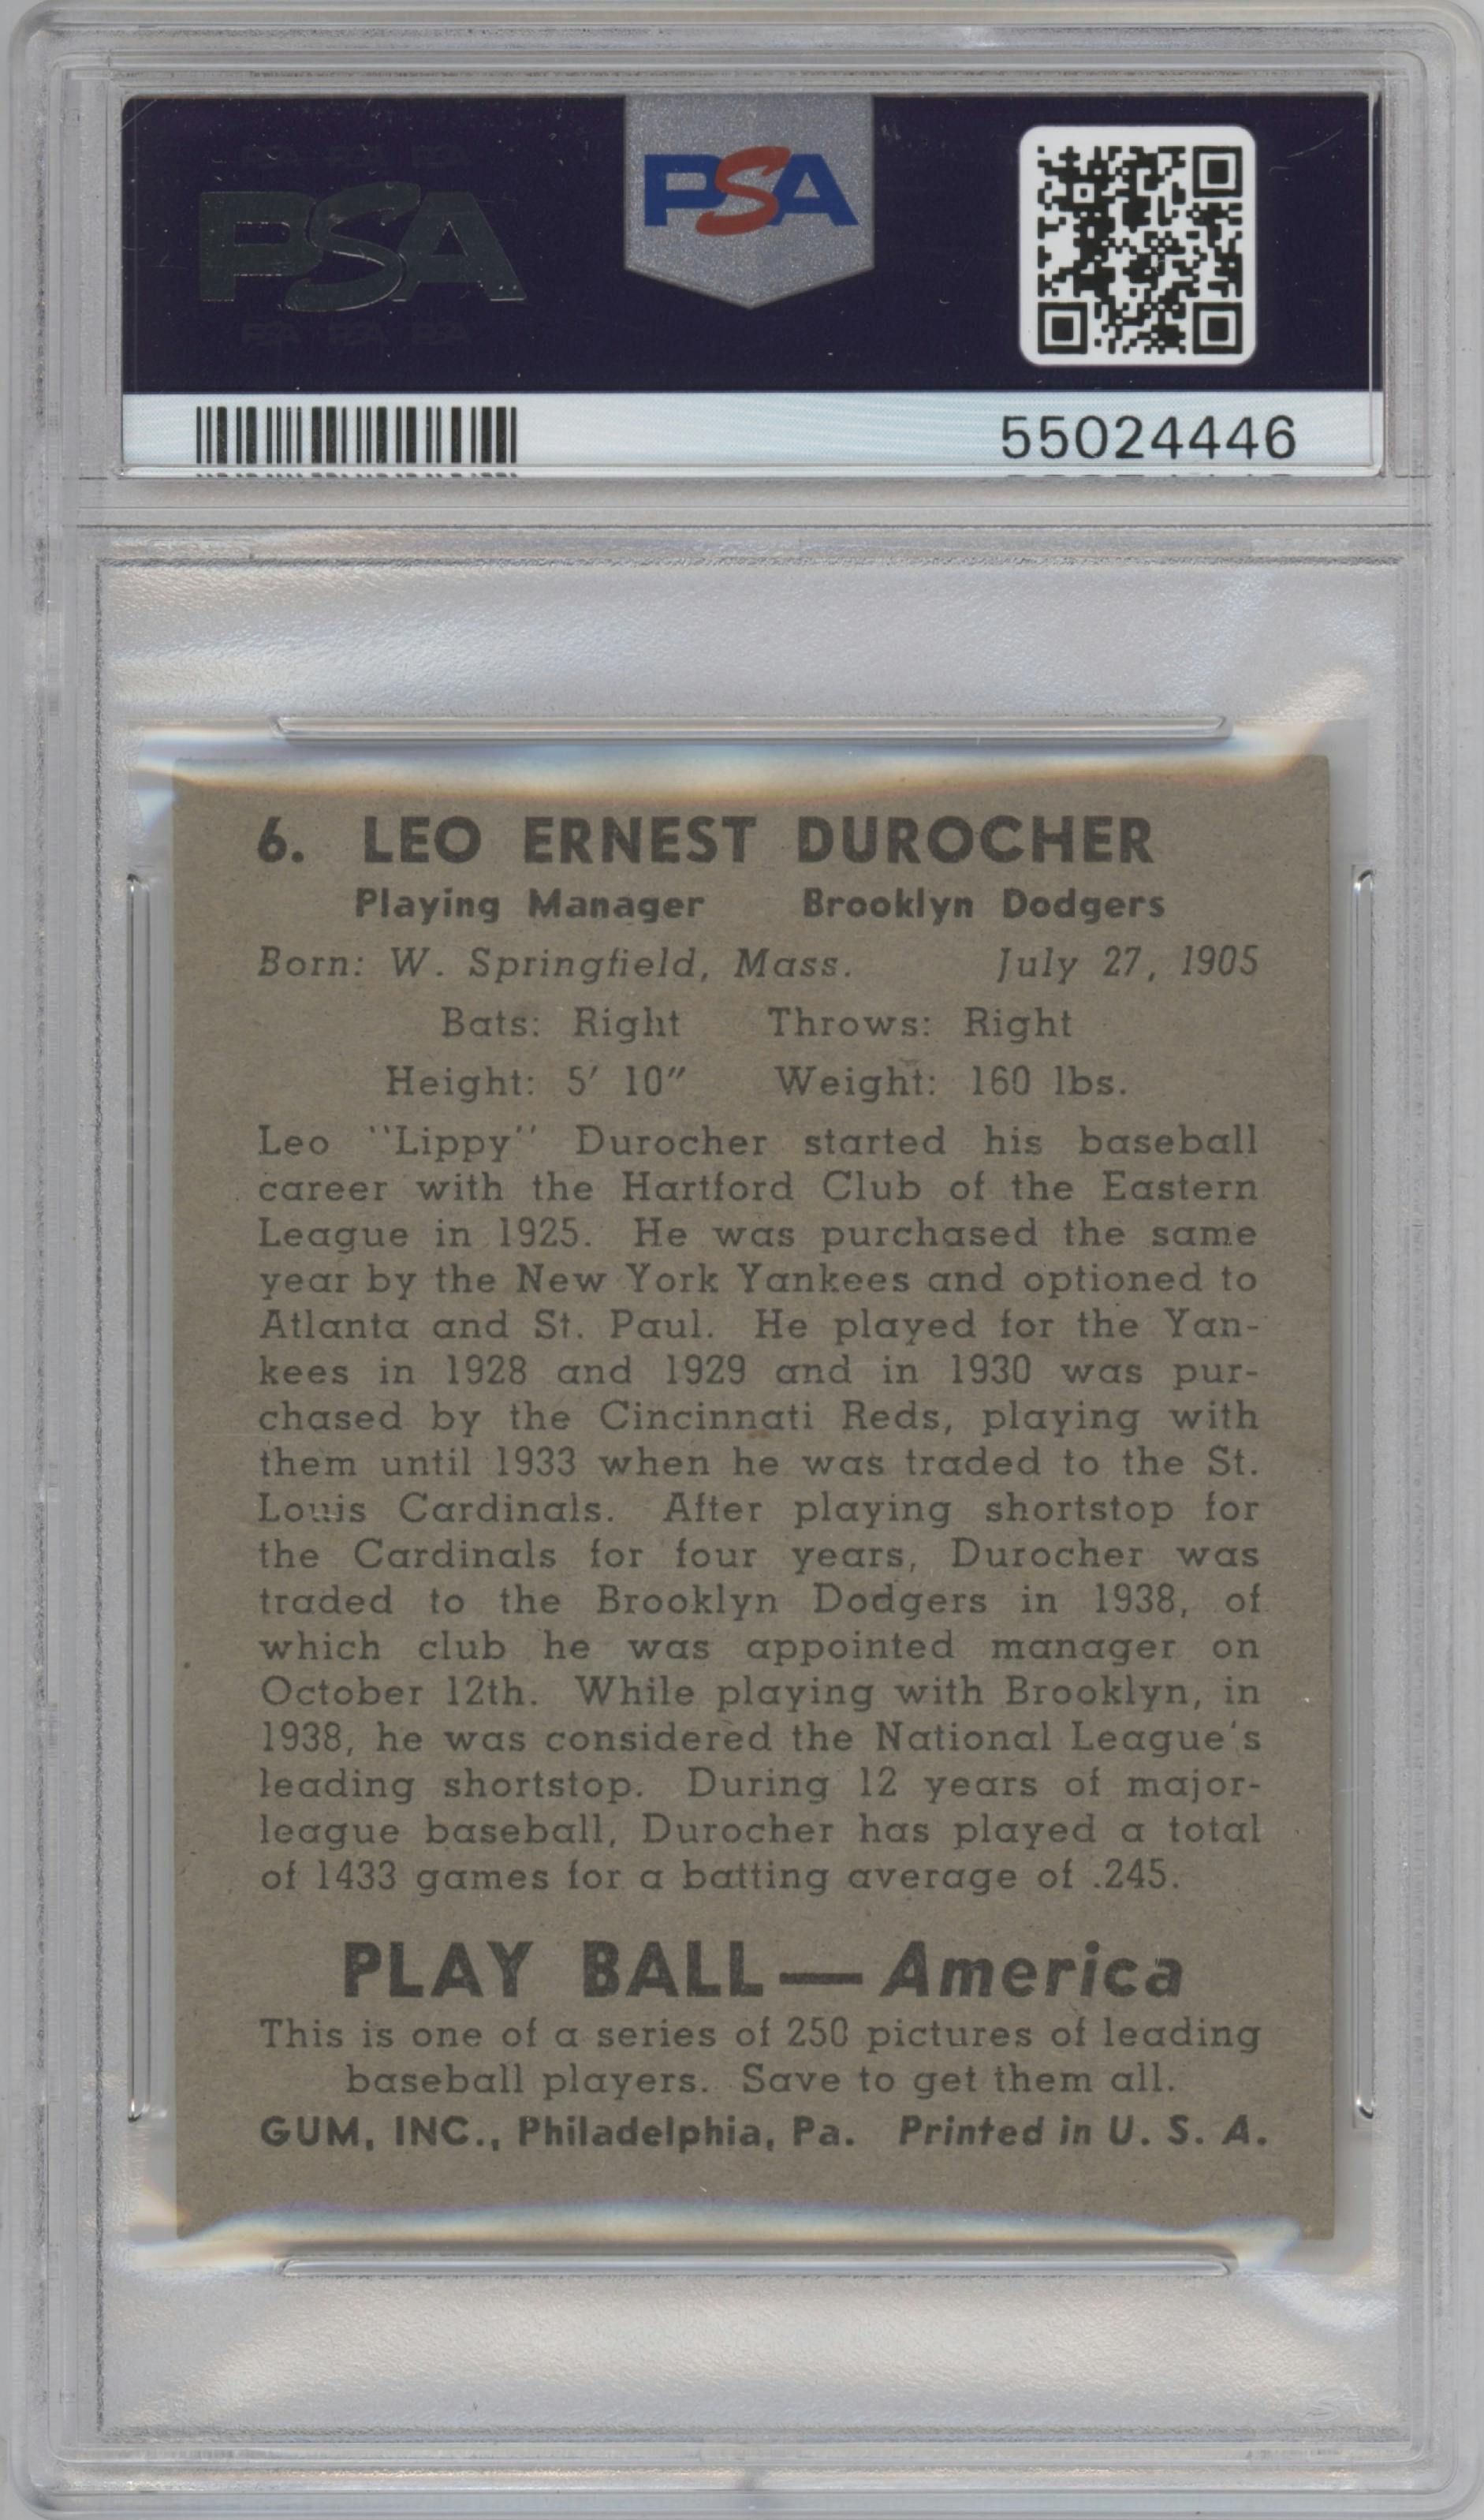 PSA
PSA
55024446
6. LEO ERNEST DUROCHER
Playing Manager Brooklyn Dodgers
Born: W. Springfield, Mass. July 27, 1905
Bats: Right Throws: Right
Height: 5' 10" Weight: 160 lbs.
Leo "Lippy" Durocher started his baseball
career with the Hartford Club of the Eastern
League in 1925. He was purchased the same
year by the New York Yankees and optioned to
Atlanta and St. Paul. He played for the Yan-
kees in 1928 and 1929 and in 1930 was pur-
chased by the Cincinnati Reds, playing with
them until 1933 when he was traded to the St.
Louis Cardinals. After playing shortstop for
the Cardinals for four years, Durocher was
traded to the Brooklyn Dodgers in 1938, of
which club he was appointed manager on
October 12th. While playing with Brooklyn, in
1938, he was considered the National League's
leading shortstop. During 12 years of major-
league baseball, Durocher has played a total
of 1433 games for a batting average of .245.
PLAY BALL — America
This is one of a series of 250 pictures of leading
baseball players. Save to get them all.
GUM, INC., Philadelphia, Pa. Printed in U. S. A.